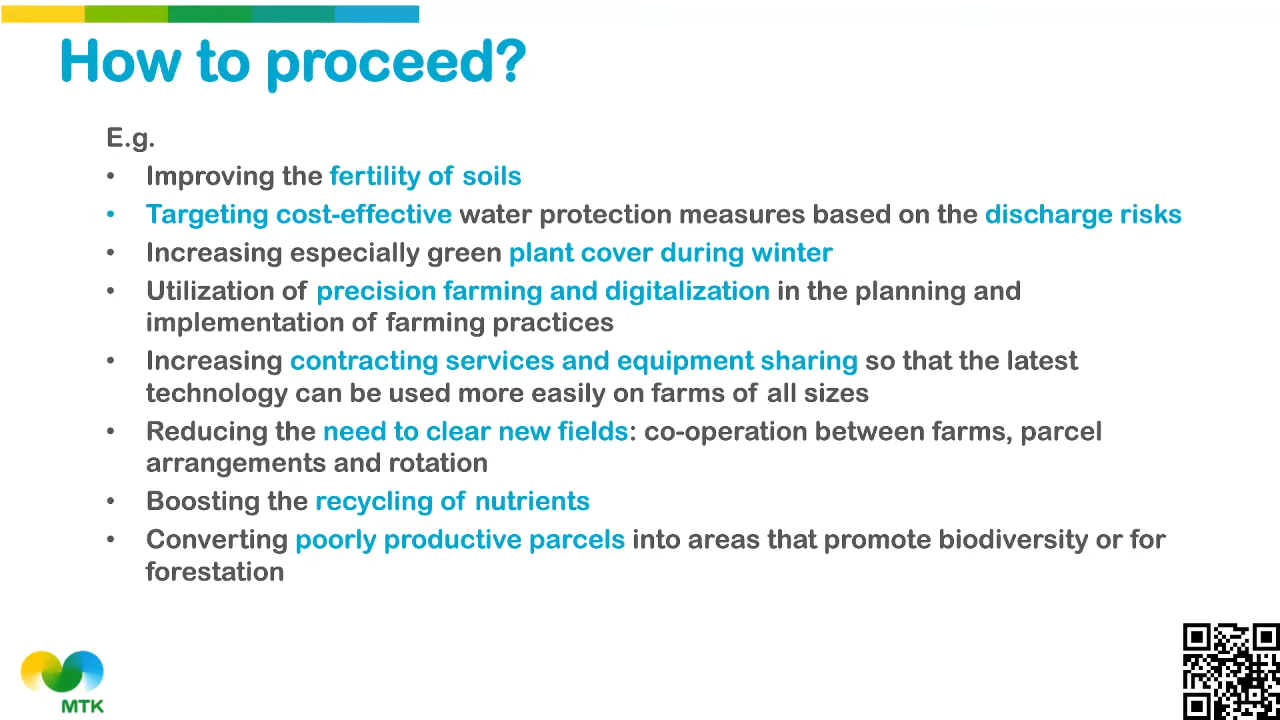 How to proceed?
E.g.
• Improving the fertility of soils
• Targeting cost-effective water protection measures based on the discharge risks
• Increasing especially green plant cover during winter
• Utilization of precision farming and digitalization in the planning and
implementation of farming practices
• Increasing contracting services and equipment sharing so that the latest
technology can be used more easily on farms of all sizes
• Reducing the need to clear new fields: co-operation between farms, parcel
arrangements and rotation
• Boosting the recycling of nutrients
• Converting poorly productive parcels into areas that promote biodiversity or for
forestation
MTK